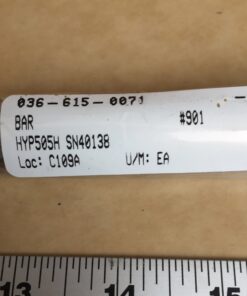 036-615-0071
BAR #901
HYP505H SN40138
Loc: C109A U/M: EA
13 14 15